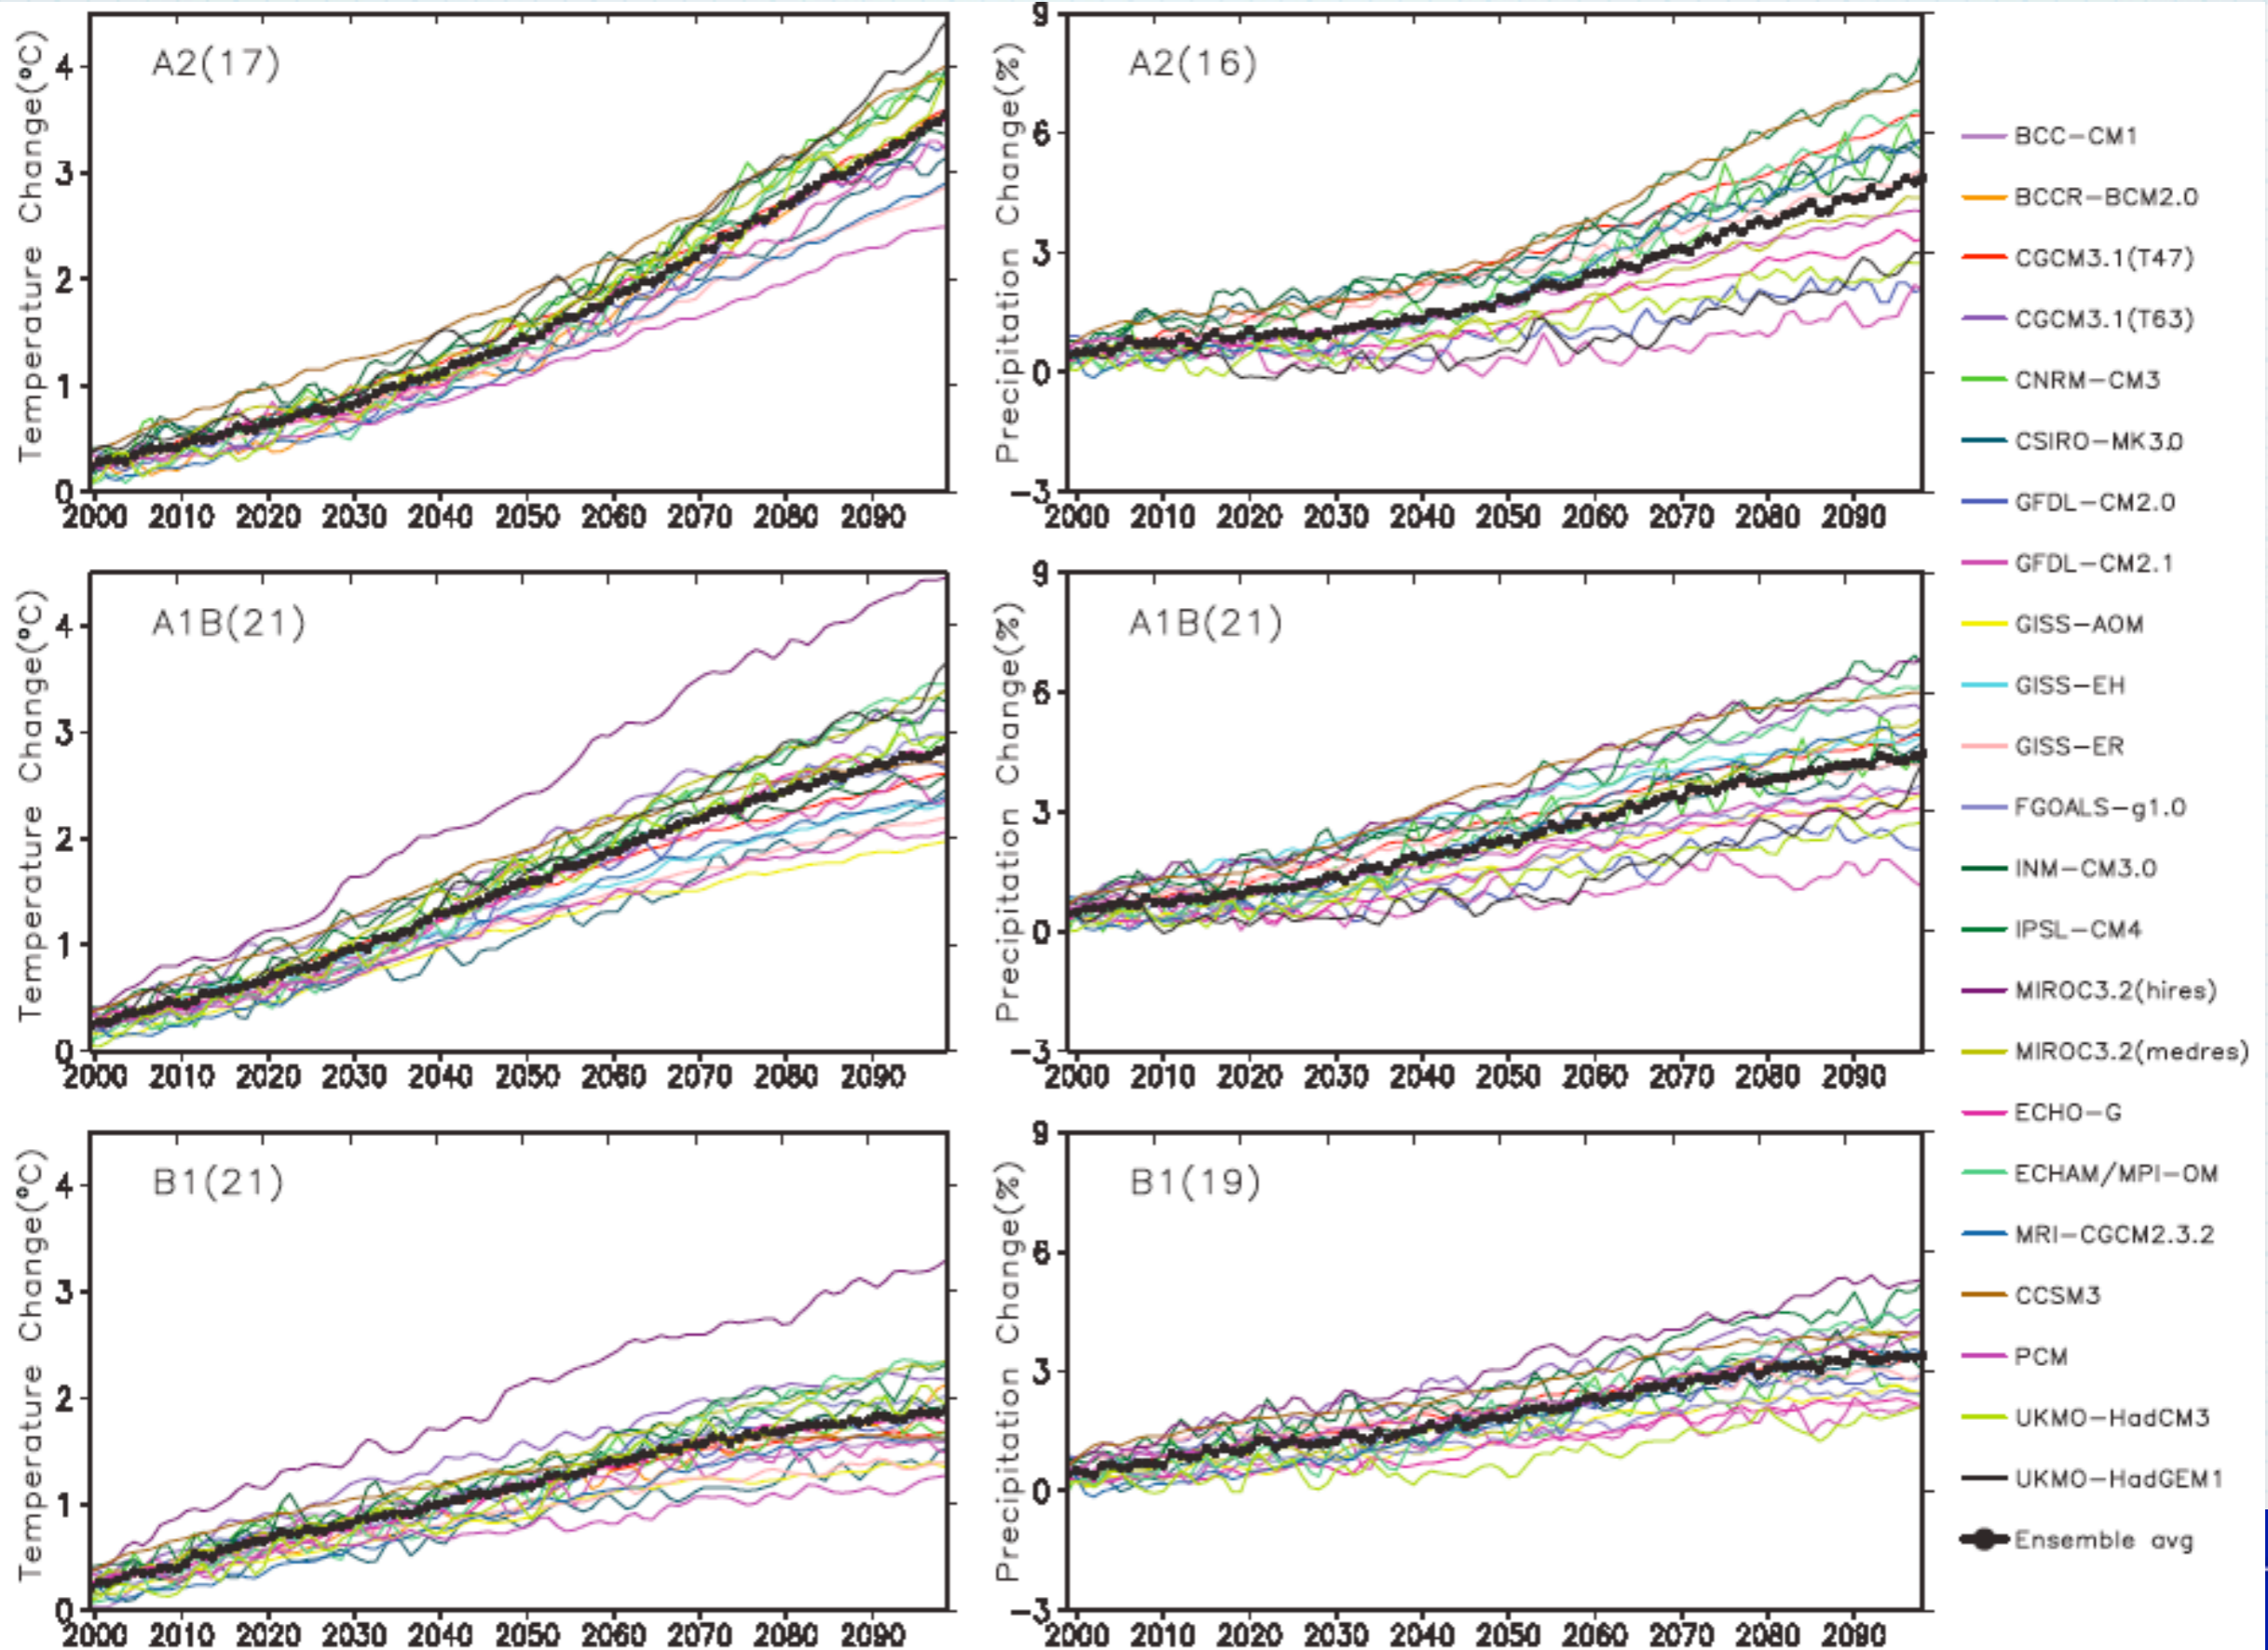 Temperature Change(°C)
A2(17)
4
3
2
1
0
2000 2010 2020 2030 2040 2050 2060 2070 2080 2090
Precipitation Change(%)
A2(16)
9
6
3
0
−3
2000 2010 2020 2030 2040 2050 2060 2070 2080 2090
Temperature Change(°C)
A1B(21)
4
3
2
1
0
2000 2010 2020 2030 2040 2050 2060 2070 2080 2090
Precipitation Change(%)
A1B(21)
9
6
3
0
−3
2000 2010 2020 2030 2040 2050 2060 2070 2080 2090
Temperature Change(°C)
B1(21)
4
3
2
1
0
2000 2010 2020 2030 2040 2050 2060 2070 2080 2090
Precipitation Change(%)
B1(19)
9
6
3
0
−3
2000 2010 2020 2030 2040 2050 2060 2070 2080 2090
BCC−CM1
BCCR−BCM2.0
CGCM3.1(T47)
CGCM3.1(T63)
CNRM−CM3
CSIRO−MK3.0
GFDL−CM2.0
GFDL−CM2.1
GISS−AOM
GISS−EH
GISS−ER
FGOALS−g1.0
INM−CM3.0
IPSL−CM4
MIROC3.2(hires)
MIROC3.2(medres)
ECHO−G
ECHAM/MPI−OM
MRI−CGCM2.3.2
CCSM3
PCM
UKMO−HadCM3
UKMO−HadGEM1
Ensemble avg